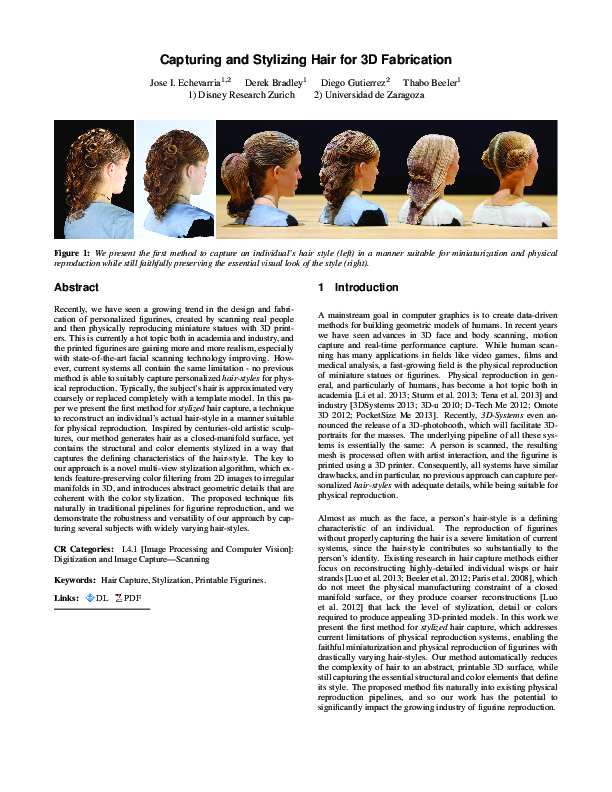 Capturing and Stylizing Hair for 3D Fabrication
Jose I. Echevarria1,2 Derek Bradley1 Diego Gutierrez2 Thabo Beeler1
1) Disney Research Zurich 2) Universidad de Zaragoza
Figure 1: We present the first method to capture an individual's hair style (left) in a manner suitable for miniaturization and physical
reproduction while still faithfully preserving the essential visual look of the style (right).
Abstract
Recently, we have seen a growing trend in the design and fabri-
cation of personalized figurines, created by scanning real people
and then physically reproducing miniature statues with 3D print-
ers. This is currently a hot topic both in academia and industry, and
the printed figurines are gaining more and more realism, especially
with state-of-the-art facial scanning technology improving. How-
ever, current systems all contain the same limitation - no previous
method is able to suitably capture personalized hair-styles for phys-
ical reproduction. Typically, the subject's hair is approximated very
coarsely or replaced completely with a template model. In this pa-
per we present the first method for stylized hair capture, a technique
to reconstruct an individual's actual hair-style in a manner suitable
for physical reproduction. Inspired by centuries-old artistic sculp-
tures, our method generates hair as a closed-manifold surface, yet
contains the structural and color elements stylized in a way that
captures the defining characteristics of the hair-style. The key to
our approach is a novel multi-view stylization algorithm, which ex-
tends feature-preserving color filtering from 2D images to irregular
manifolds in 3D, and introduces abstract geometric details that are
coherent with the color stylization. The proposed technique fits
naturally in traditional pipelines for figurine reproduction, and we
demonstrate the robustness and versatility of our approach by cap-
turing several subjects with widely varying hair-styles.
CR Categories: I.4.1 [Image Processing and Computer Vision]:
Digitization and Image Capture—Scanning
Keywords: Hair Capture, Stylization, Printable Figurines.
Links: DL PDF
1 Introduction
A mainstream goal in computer graphics is to create data-driven
methods for building geometric models of humans. In recent years
we have seen advances in 3D face and body scanning, motion
capture and real-time performance capture. While human scan-
ning has many applications in fields like video games, films and
medical analysis, a fast-growing field is the physical reproduction
of miniature statues or figurines. Physical reproduction in gen-
eral, and particularly of humans, has become a hot topic both in
academia [Li et al. 2013; Sturm et al. 2013; Tena et al. 2013] and
industry [3DSystems 2013; 3D-u 2010; D-Tech Me 2012; Omote
3D 2012; PocketSize Me 2013]. Recently, 3D-Systems even an-
nounced the release of a 3D-photobooth, which will facilitate 3D-
portraits for the masses. The underlying pipeline of all these sys-
tems is essentially the same: A person is scanned, the resulting
mesh is processed often with artist interaction, and the figurine is
printed using a 3D printer. Consequently, all systems have similar
drawbacks, and in particular, no previous approach can capture per-
sonalized hair-styles with adequate details, while being suitable for
physical reproduction.
Almost as much as the face, a person's hair-style is a defining
characteristic of an individual. The reproduction of figurines
without properly capturing the hair is a severe limitation of current
systems, since the hair-style contributes so substantially to the
person's identity. Existing research in hair capture methods either
focus on reconstructing highly-detailed individual wisps or hair
strands [Luo et al. 2013; Beeler et al. 2012; Paris et al. 2008], which
do not meet the physical manufacturing constraint of a closed
manifold surface, or they produce coarser reconstructions [Luo
et al. 2012] that lack the level of stylization, detail or colors
required to produce appealing 3D-printed models. In this work we
present the first method for stylized hair capture, which addresses
current limitations of physical reproduction systems, enabling the
faithful miniaturization and physical reproduction of figurines with
drastically varying hair-styles. Our method automatically reduces
the complexity of hair to an abstract, printable 3D surface, while
still capturing the essential structural and color elements that define
its style. The proposed method fits naturally into existing physical
reproduction pipelines, and so our work has the potential to
significantly impact the growing industry of figurine reproduction.